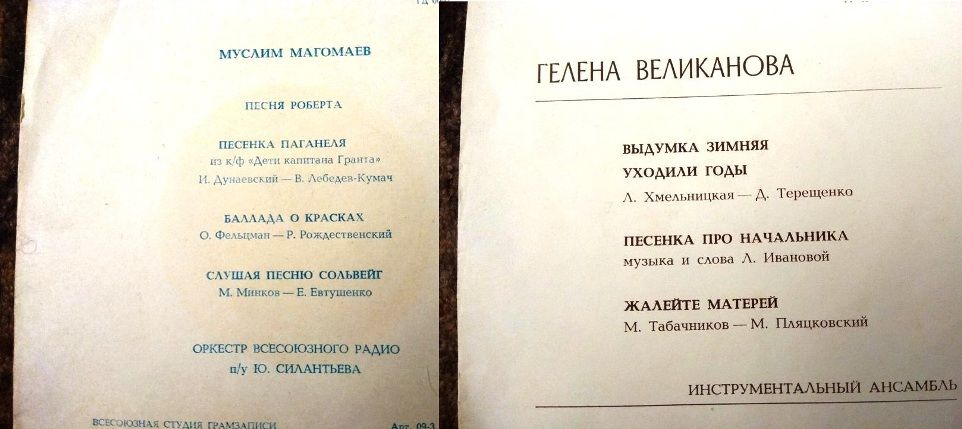 МУСЛИМ МАГОМАЕВ
ПЕСНЯ РОБЕРТА
ПЕСЕНКА ПАГАНЕЛЯ
из к/ф «Дети капитана Гранта»
И. Дунаевский — В. Лебедев-Кумач
БАЛЛАДА О КРАСКАХ
О. Фельцман — Р. Рождественский
СЛУШАЯ ПЕСНЮ СОЛЬВЕЙГ
М. Минков — Е. Евтушенко
ОРКЕСТР ВСЕСОЮЗНОГО РАДИО
п/у Ю. СИЛАНТЬЕВА
ВСЕСОЮЗНАЯ СТУДИЯ ГРАМЗАПИСИ
Арт. 09-3
ГЕЛЕНА ВЕЛИКАНОВА
ВЫДУМКА ЗИМНЯЯ
УХОДИЛИ ГОДЫ
Л. Хмельницкая — Д. Терещенко
ПЕСЕНКА ПРО НАЧАЛЬНИКА
музыка и слова Л. Ивановой
ЖАЛЕЙТЕ МАТЕРЕЙ
М. Табачников — М. Пляцковский
ИНСТРУМЕНТАЛЬНЫЙ АНСАМБЛЬ